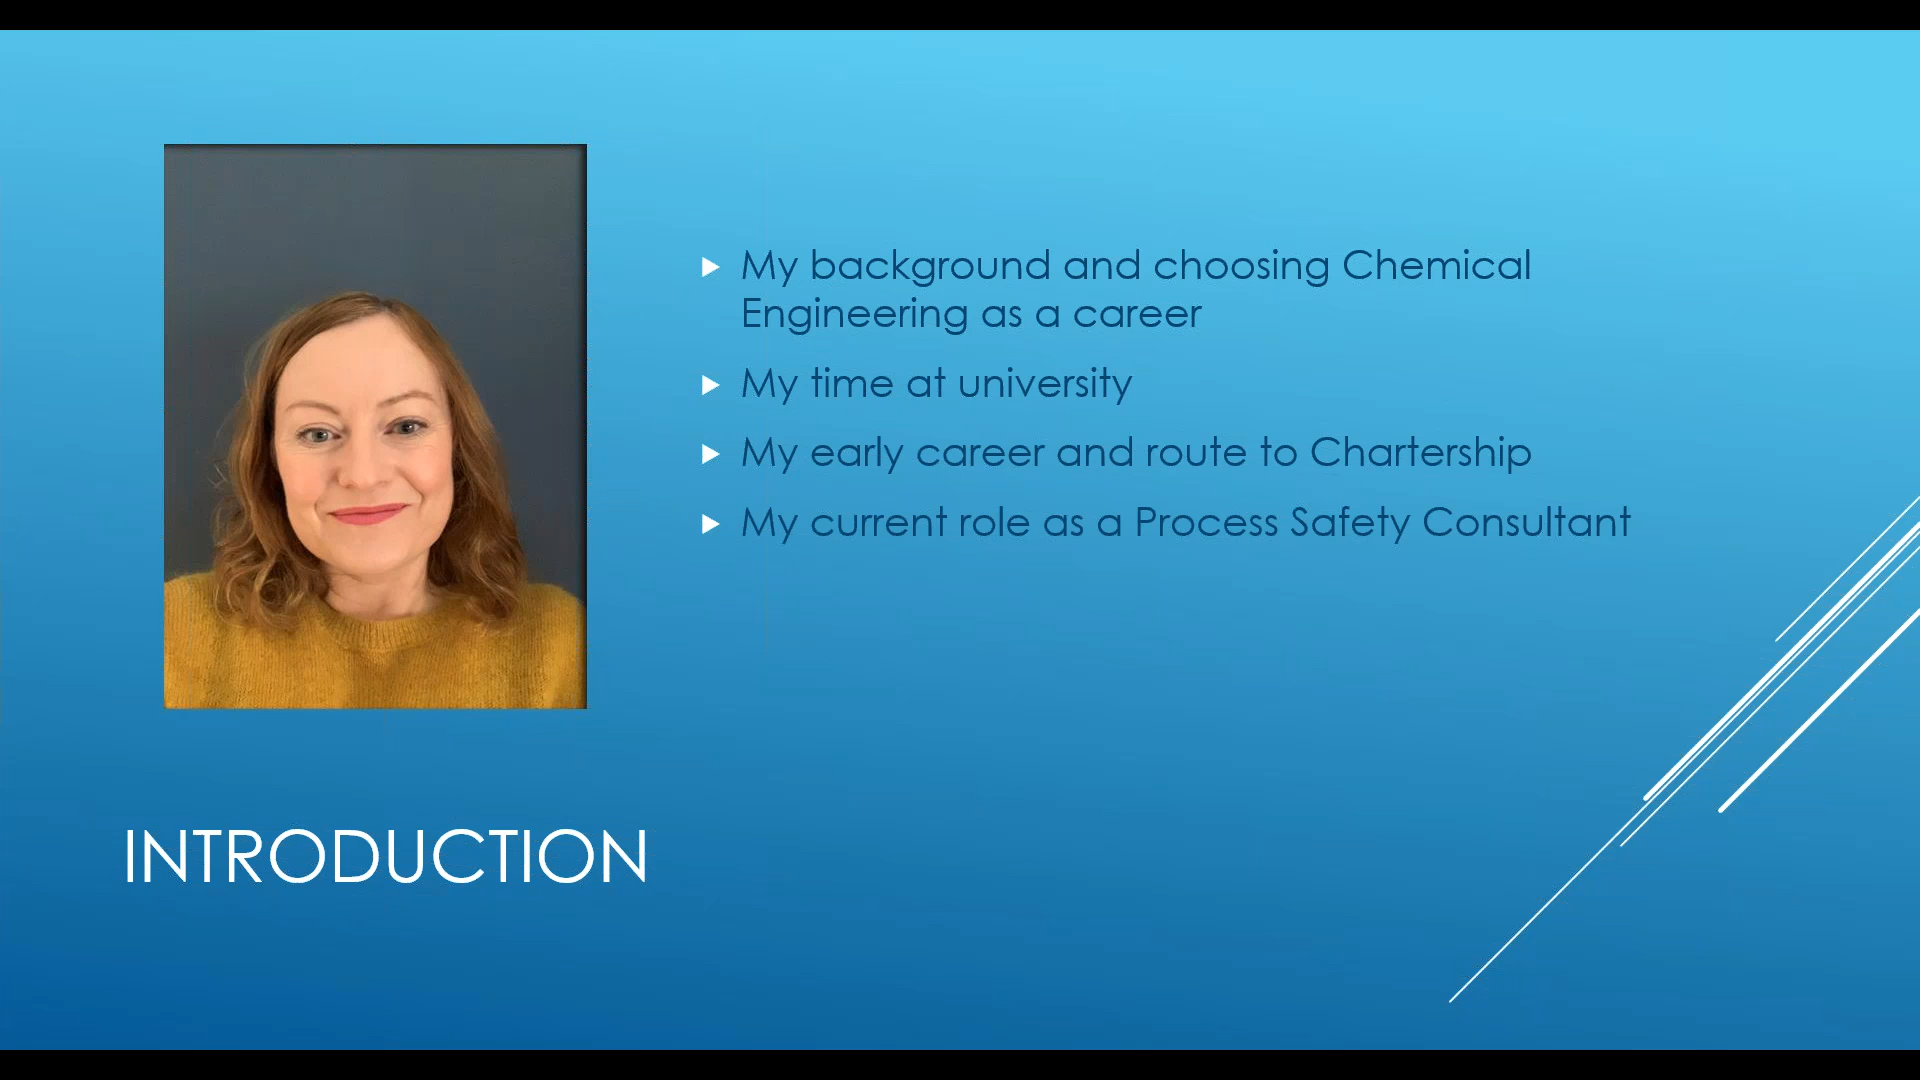 My background and choosing Chemical
Engineering as a career
My time at university
My early career and route to Chartership
My current role as a Process Safety Consultant
INTRODUCTION